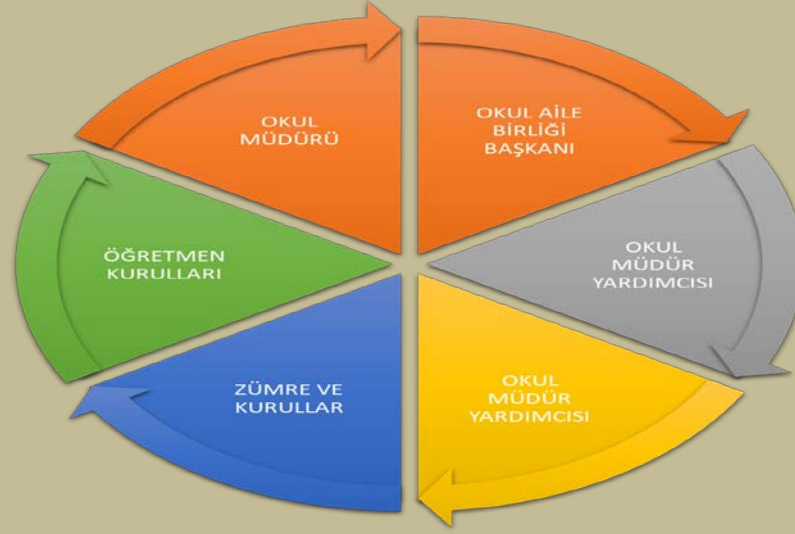 OKUL
MÜDÜRÜ
OKUL AİLE
BİRLİĞİ
BAŞKANI
OKUL
MÜDÜR
YARDIMCISI
OKUL
MÜDÜR
YARDIMCISI
ZÜMRE VE
KURULLAR
ÖĞRETMEN
KURULLARI